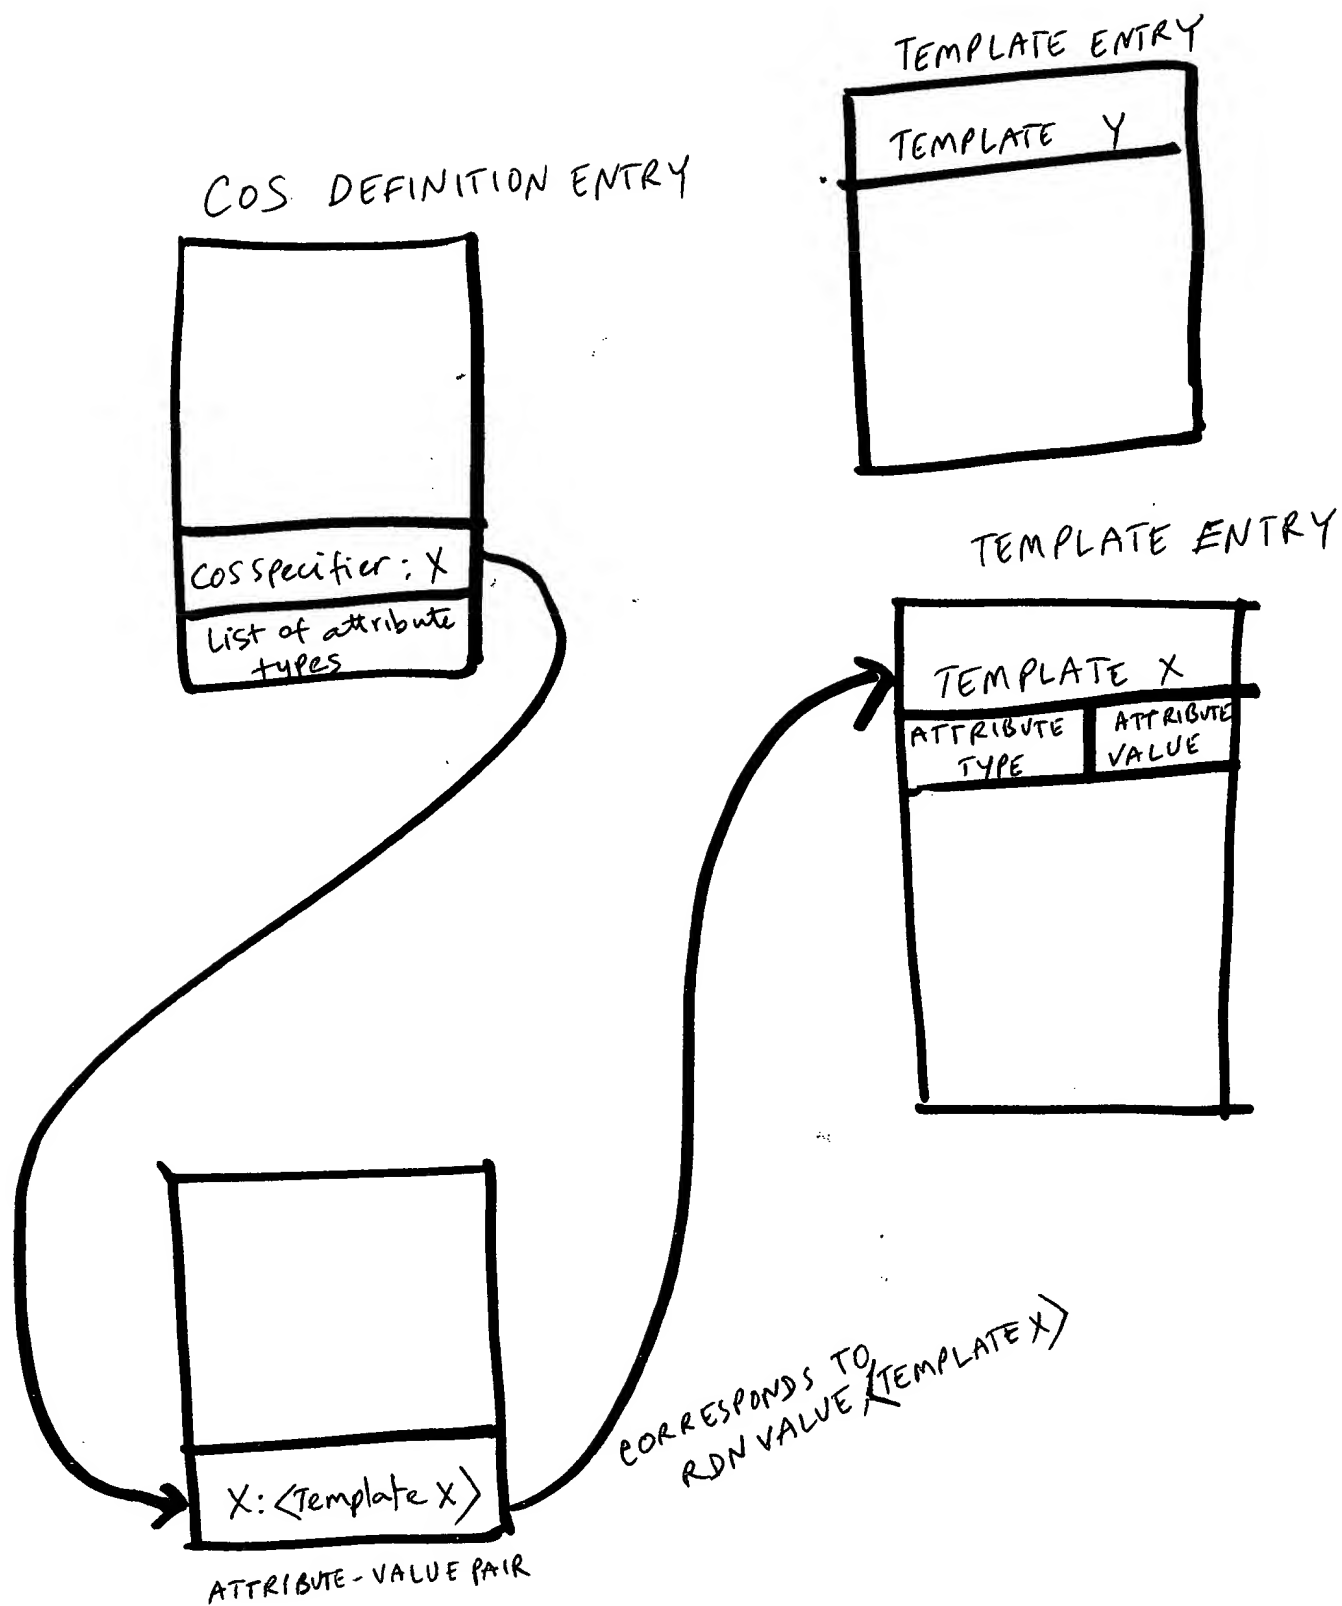 TEMPLATE ENTRY
TEMPLATE Y
COS DEFINITION ENTRY
cosspecifier: X
List of attribute
types
TEMPLATE ENTRY
TEMPLATE X
ATTRIBUTE
TYPE
ATTRIBUTE
VALUE
CORRESPONDS TO
RDN VALUE <TEMPLATE X>
X: <Template X>
ATTRIBUTE-VALUE PAIR